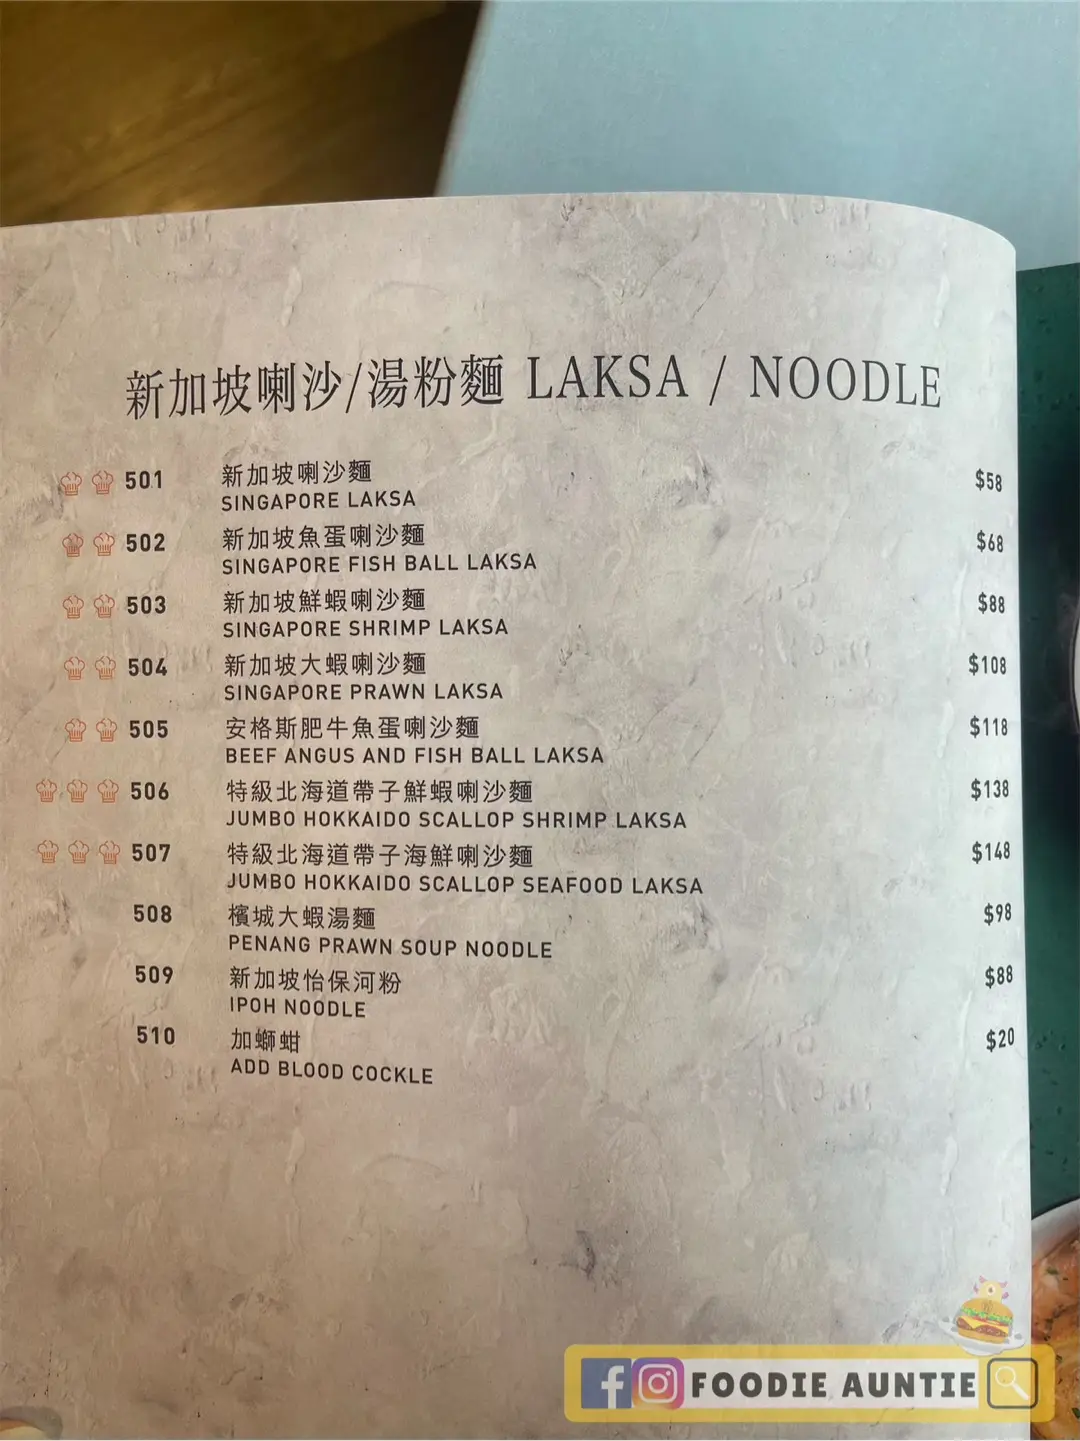 新加坡喇沙/湯粉麵 LAKSA / NOODLE
501 新加坡喇沙麵 $58
SINGAPORE LAKSA
502 新加坡魚蛋喇沙麵 $68
SINGAPORE FISH BALL LAKSA
503 新加坡鮮蝦喇沙麵 $88
SINGAPORE SHRIMP LAKSA
504 新加坡大蝦喇沙麵 $108
SINGAPORE PRAWN LAKSA
505 安格斯肥牛魚蛋喇沙麵 $118
BEEF ANGUS AND FISH BALL LAKSA
506 特級北海道帶子鮮蝦喇沙麵 $138
JUMBO HOKKAIDO SCALLOP SHRIMP LAKSA
507 特級北海道帶子海鮮喇沙麵 $148
JUMBO HOKKAIDO SCALLOP SEAFOOD LAKSA
508 檳城大蝦湯麵 $98
PENANG PRAWN SOUP NOODLE
509 新加坡怡保河粉 $88
IPOH NOODLE
510 加螄蚶 $20
ADD BLOOD COCKLE
FOODIE AUNTIE